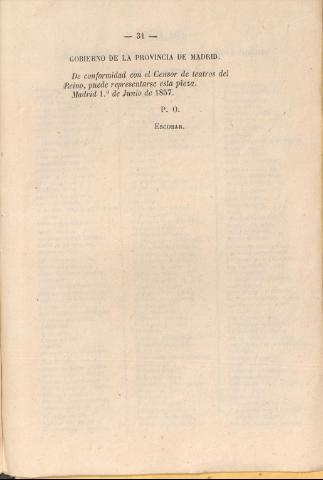 — 31 —
GOBIERNO DE LA PROVINCIA DE MADRID.
De conformidad con el Censor de teatros del
Reino, puede representarse esta pieza.
Madrid 1.º de Junio de 1857.
P. O.
ESCOBAR.